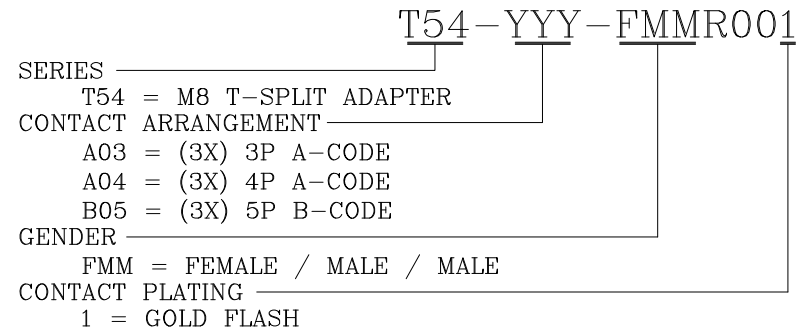 T54-YYY-FMMR001
SERIES
T54 = M8 T-SPLIT ADAPTER
CONTACT ARRANGEMENT
A03 = (3X) 3P A-CODE
A04 = (3X) 4P A-CODE
B05 = (3X) 5P B-CODE
GENDER
FMM = FEMALE / MALE / MALE
CONTACT PLATING
1 = GOLD FLASH